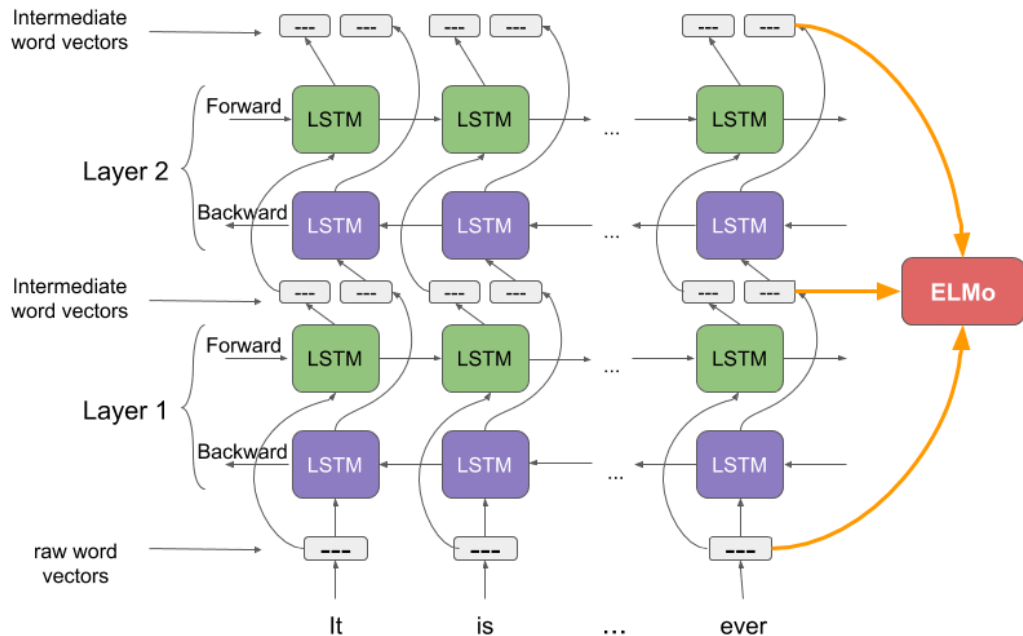 Intermediate
word vectors
--- --- --- --- --- ---
Forward
LSTM LSTM ... LSTM
Layer 2
Backward
LSTM LSTM ... LSTM
Intermediate
word vectors
--- --- --- --- --- ---
ELMo
Forward
LSTM LSTM ... LSTM
Layer 1
Backward
LSTM LSTM ... LSTM
raw word
vectors
--- --- ---
It is ... ever